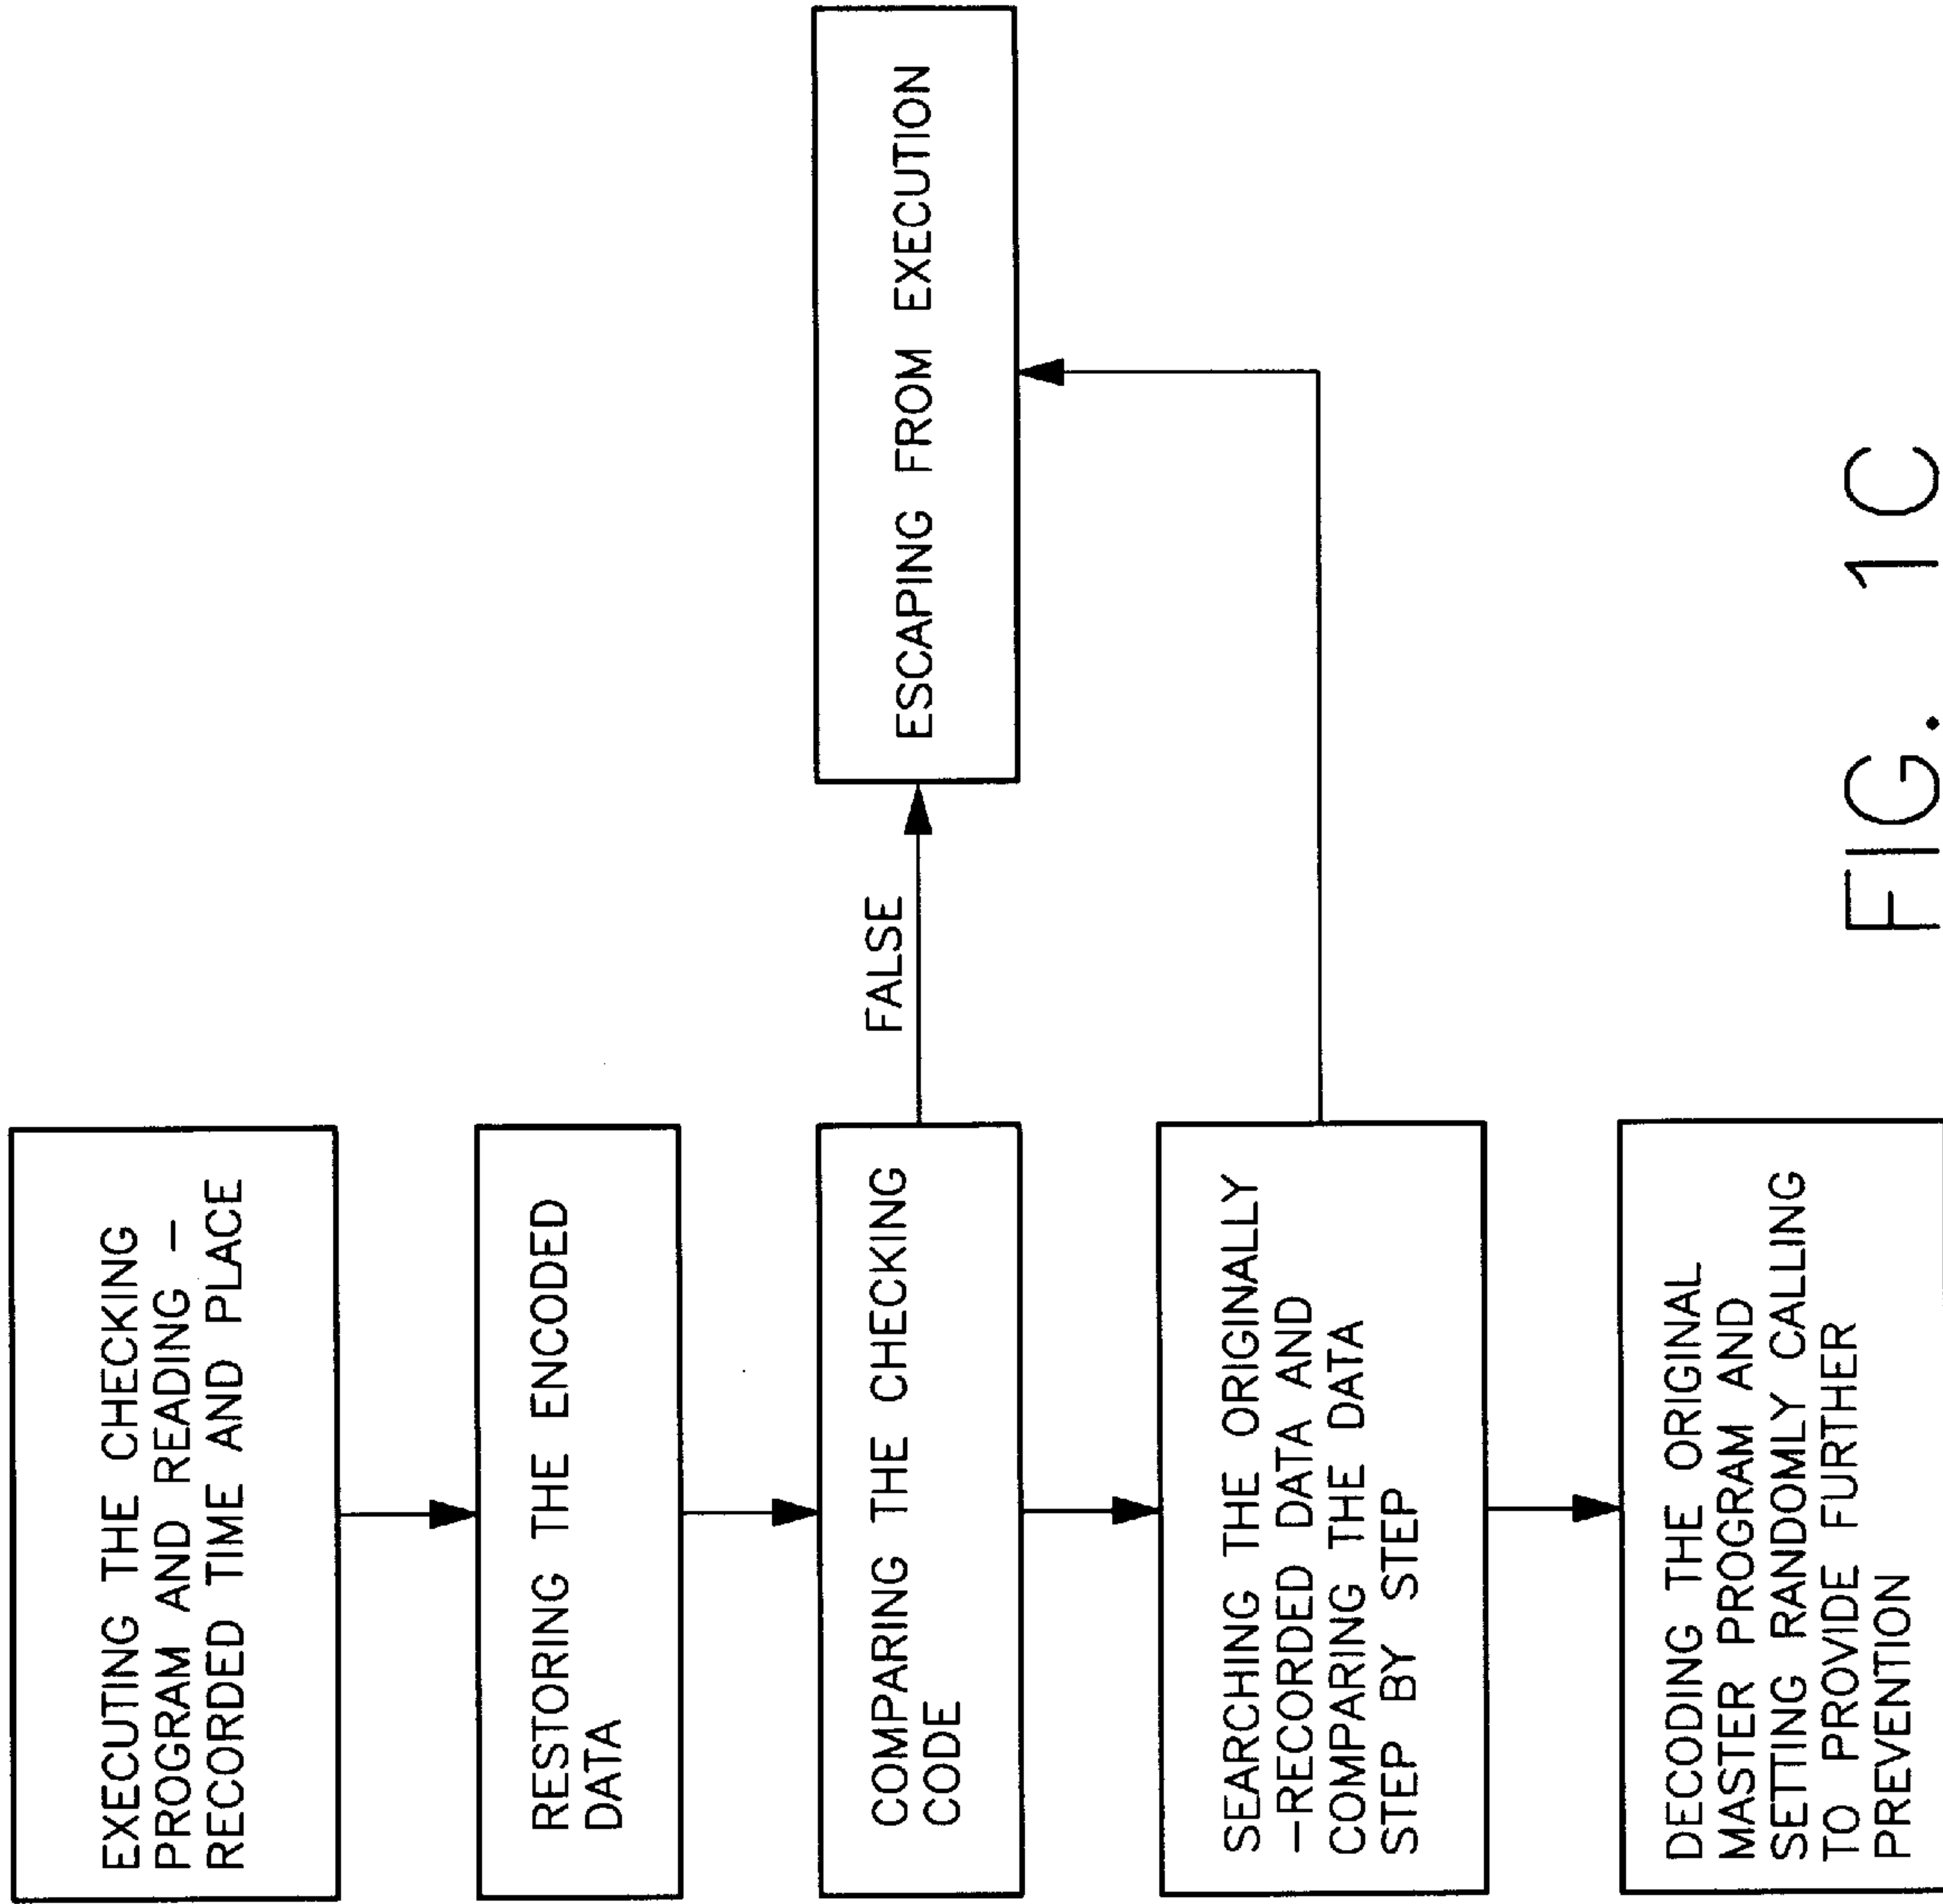 EXECUTING THE CHECKING
PROGRAM AND READING –
RECORDED TIME AND PLACE
RESTORING THE ENCODED
DATA
COMPARING THE CHECKING
CODE
FALSE
ESCAPING FROM EXECUTION
SEARCHING THE ORIGINALLY
–RECORDED DATA AND
COMPARING THE DATA
STEP BY STEP
DECODING THE ORIGINAL
MASTER PROGRAM AND
SETTING RANDOMLY CALLING
TO PROVIDE FURTHER
PREVENTION
FIG. 1C